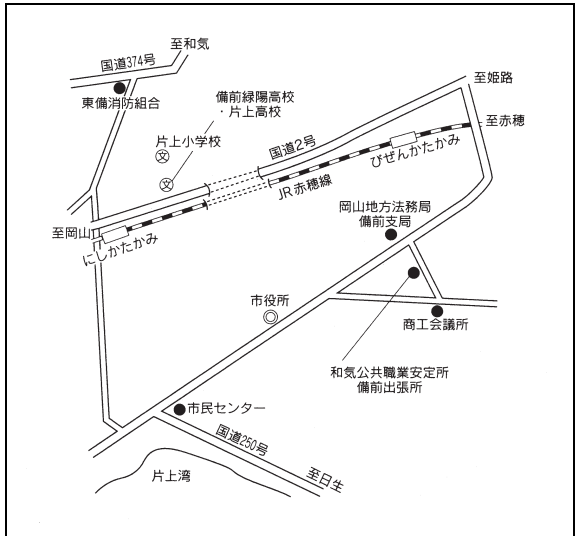 至和気
国道374号
東備消防組合
備前緑陽高校
・片上高校
片上小学校
文
文
国道2号
至姫路
至赤穂
びぜんかたかみ
JR赤穂線
岡山地方法務局
備前支局
至岡山
にしかたかみ
市役所
商工会議所
和気公共職業安定所
備前出張所
市民センター
国道250号
至日生
片上湾